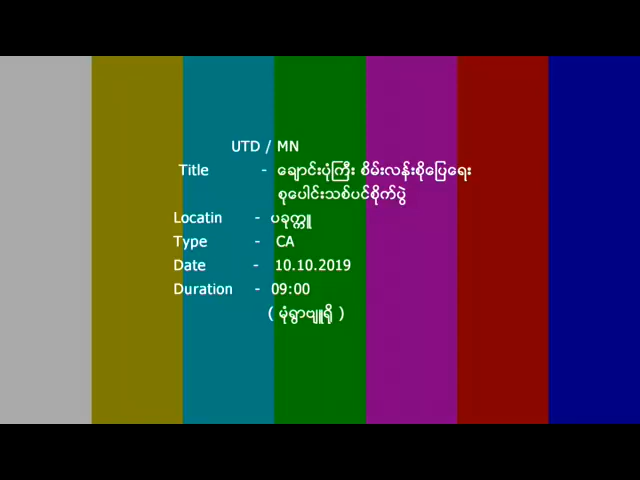 UTD / MN
Title - ချောင်းပုံကြီး စိမ်းလန်းစိုပြေရေး
စုပေါင်းသစ်ပင်စိုက်ပွဲ
Locatin - ပခုက္ကူ
Type - CA
Date - 10.10.2019
Duration - 09:00
( မုံရွာဗျူရို )